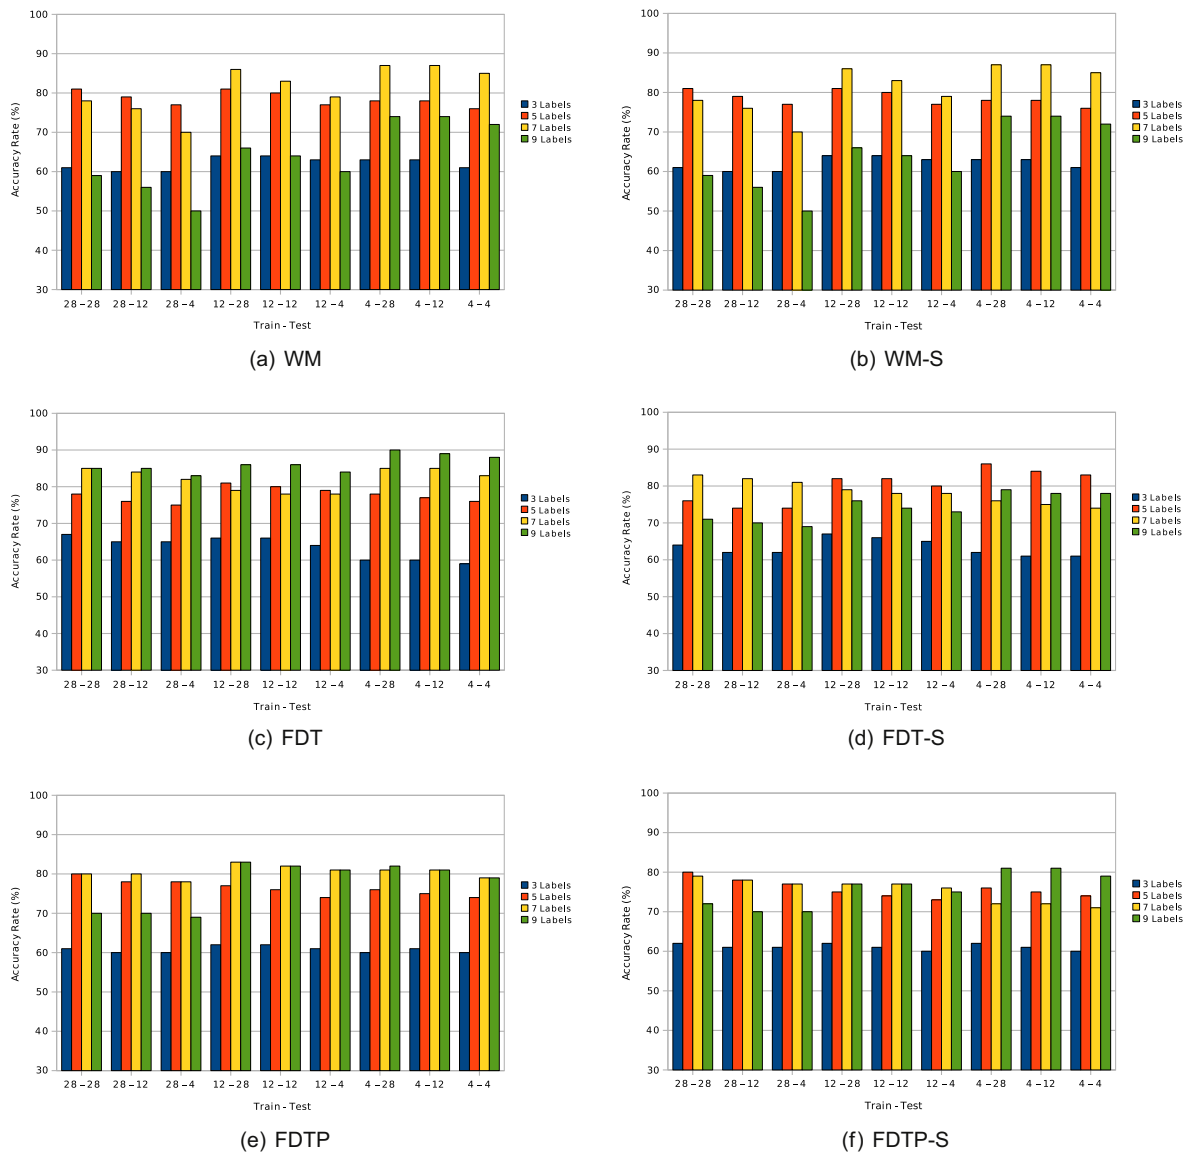 100
90
80
70
60
50
40
30
Accuracy Rate (%)
28 – 28 28 – 12 28 – 4 12 – 28 12 – 12 12 – 4 4 – 28 4 – 12 4 – 4
Train - Test
3 Labels
5 Labels
7 Labels
9 Labels
(a) WM
100
90
80
70
60
50
40
30
Accuracy Rate (%)
28 – 28 28 – 12 28 – 4 12 – 28 12 – 12 12 – 4 4 – 28 4 – 12 4 – 4
Train - Test
3 Labels
5 Labels
7 Labels
9 Labels
(b) WM-S
100
90
80
70
60
50
40
30
Accuracy Rate (%)
28 – 28 28 – 12 28 – 4 12 – 28 12 – 12 12 – 4 4 – 28 4 – 12 4 – 4
Train - Test
3 Labels
5 Labels
7 Labels
9 Labels
(c) FDT
100
90
80
70
60
50
40
30
Accuracy Rate (%)
28 - 28 28 – 12 28 – 4 12 – 28 12 – 12 12 – 4 4 – 28 4 – 12 4 – 4
Train - Test
3 Labels
5 Labels
7 Labels
9 Labels
(d) FDT-S
100
90
80
70
60
50
40
30
Accuracy Rate (%)
28 – 28 28 – 12 28 – 4 12 – 28 12 – 12 12 – 4 4 – 28 4 – 12 4 – 4
Train - Test
3 Labels
5 Labels
7 Labels
9 Labels
(e) FDTP
100
90
80
70
60
50
40
30
Accuracy Rate (%)
28 – 28 28 – 12 28 – 4 12 – 28 12 – 12 12 – 4 4 – 28 4 – 12 4 – 4
Train - Test
3 Labels
5 Labels
7 Labels
9 Labels
(f) FDTP-S